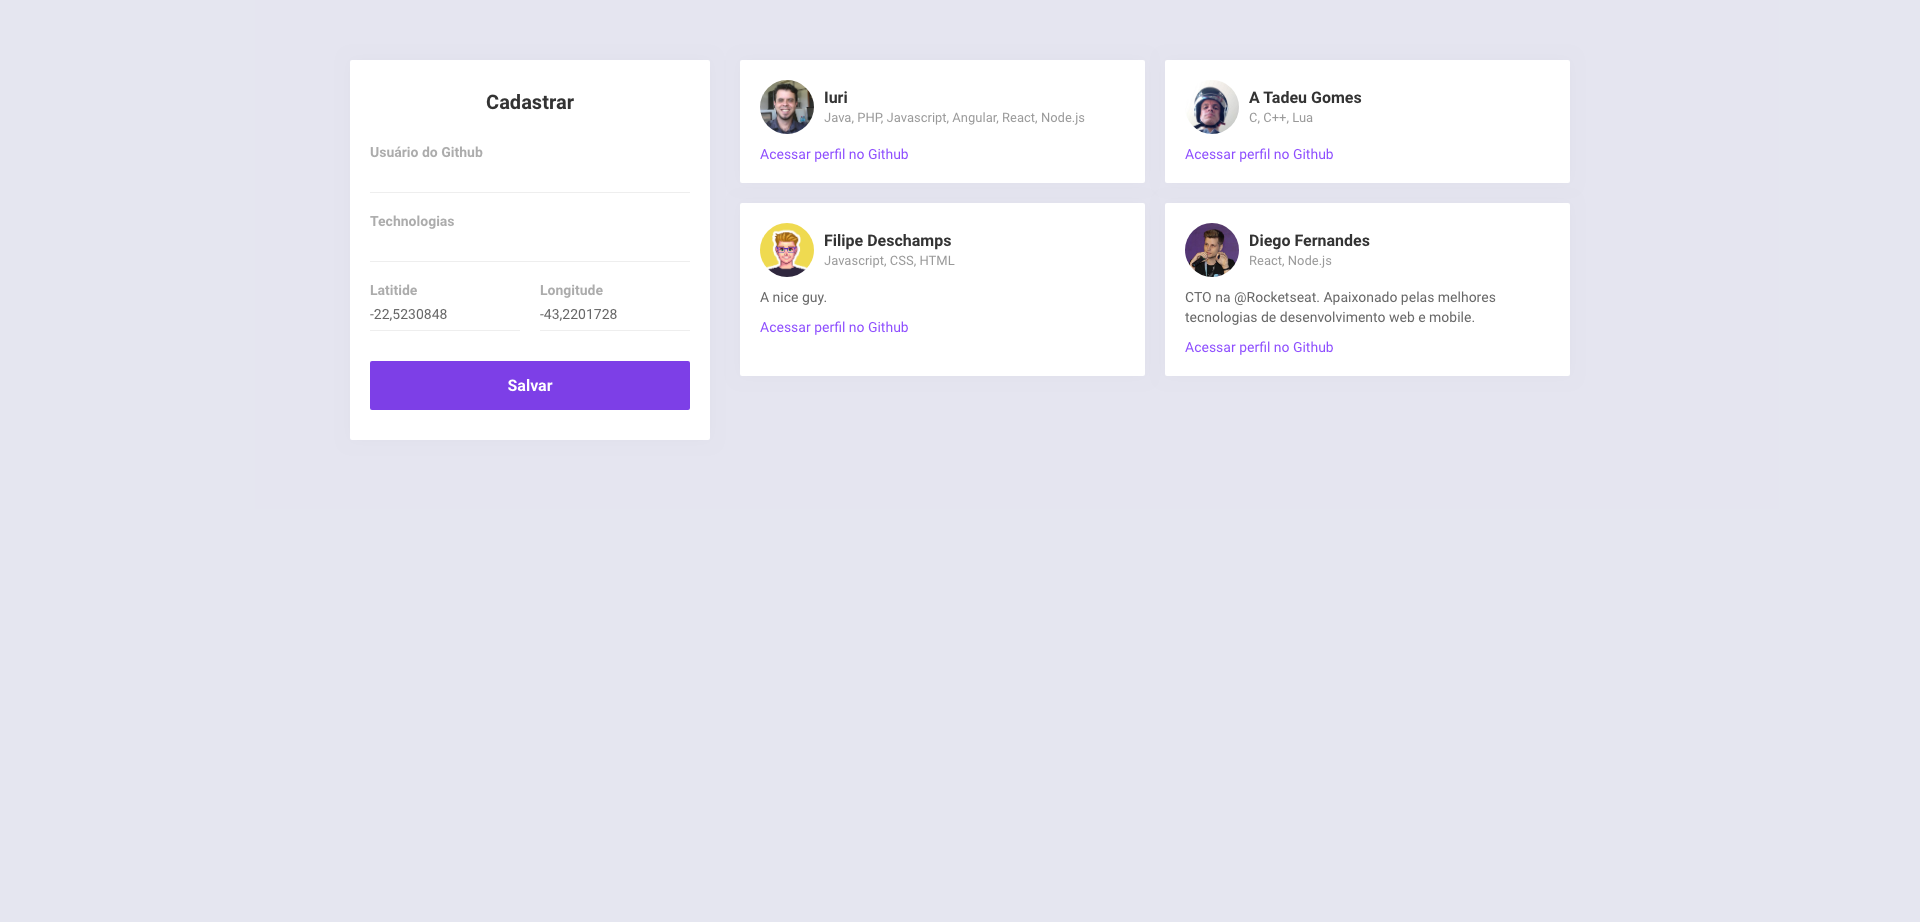 Cadastrar
Usuário do Github
Technologias
Latitide
Longitude
-22,5230848
-43,2201728
Salvar
Iuri
Java, PHP, Javascript, Angular, React, Node.js
Acessar perfil no Github
A Tadeu Gomes
C, C++, Lua
Acessar perfil no Github
Filipe Deschamps
Javascript, CSS, HTML
A nice guy.
Acessar perfil no Github
Diego Fernandes
React, Node.js
CTO na @Rocketseat. Apaixonado pelas melhores
tecnologias de desenvolvimento web e mobile.
Acessar perfil no Github